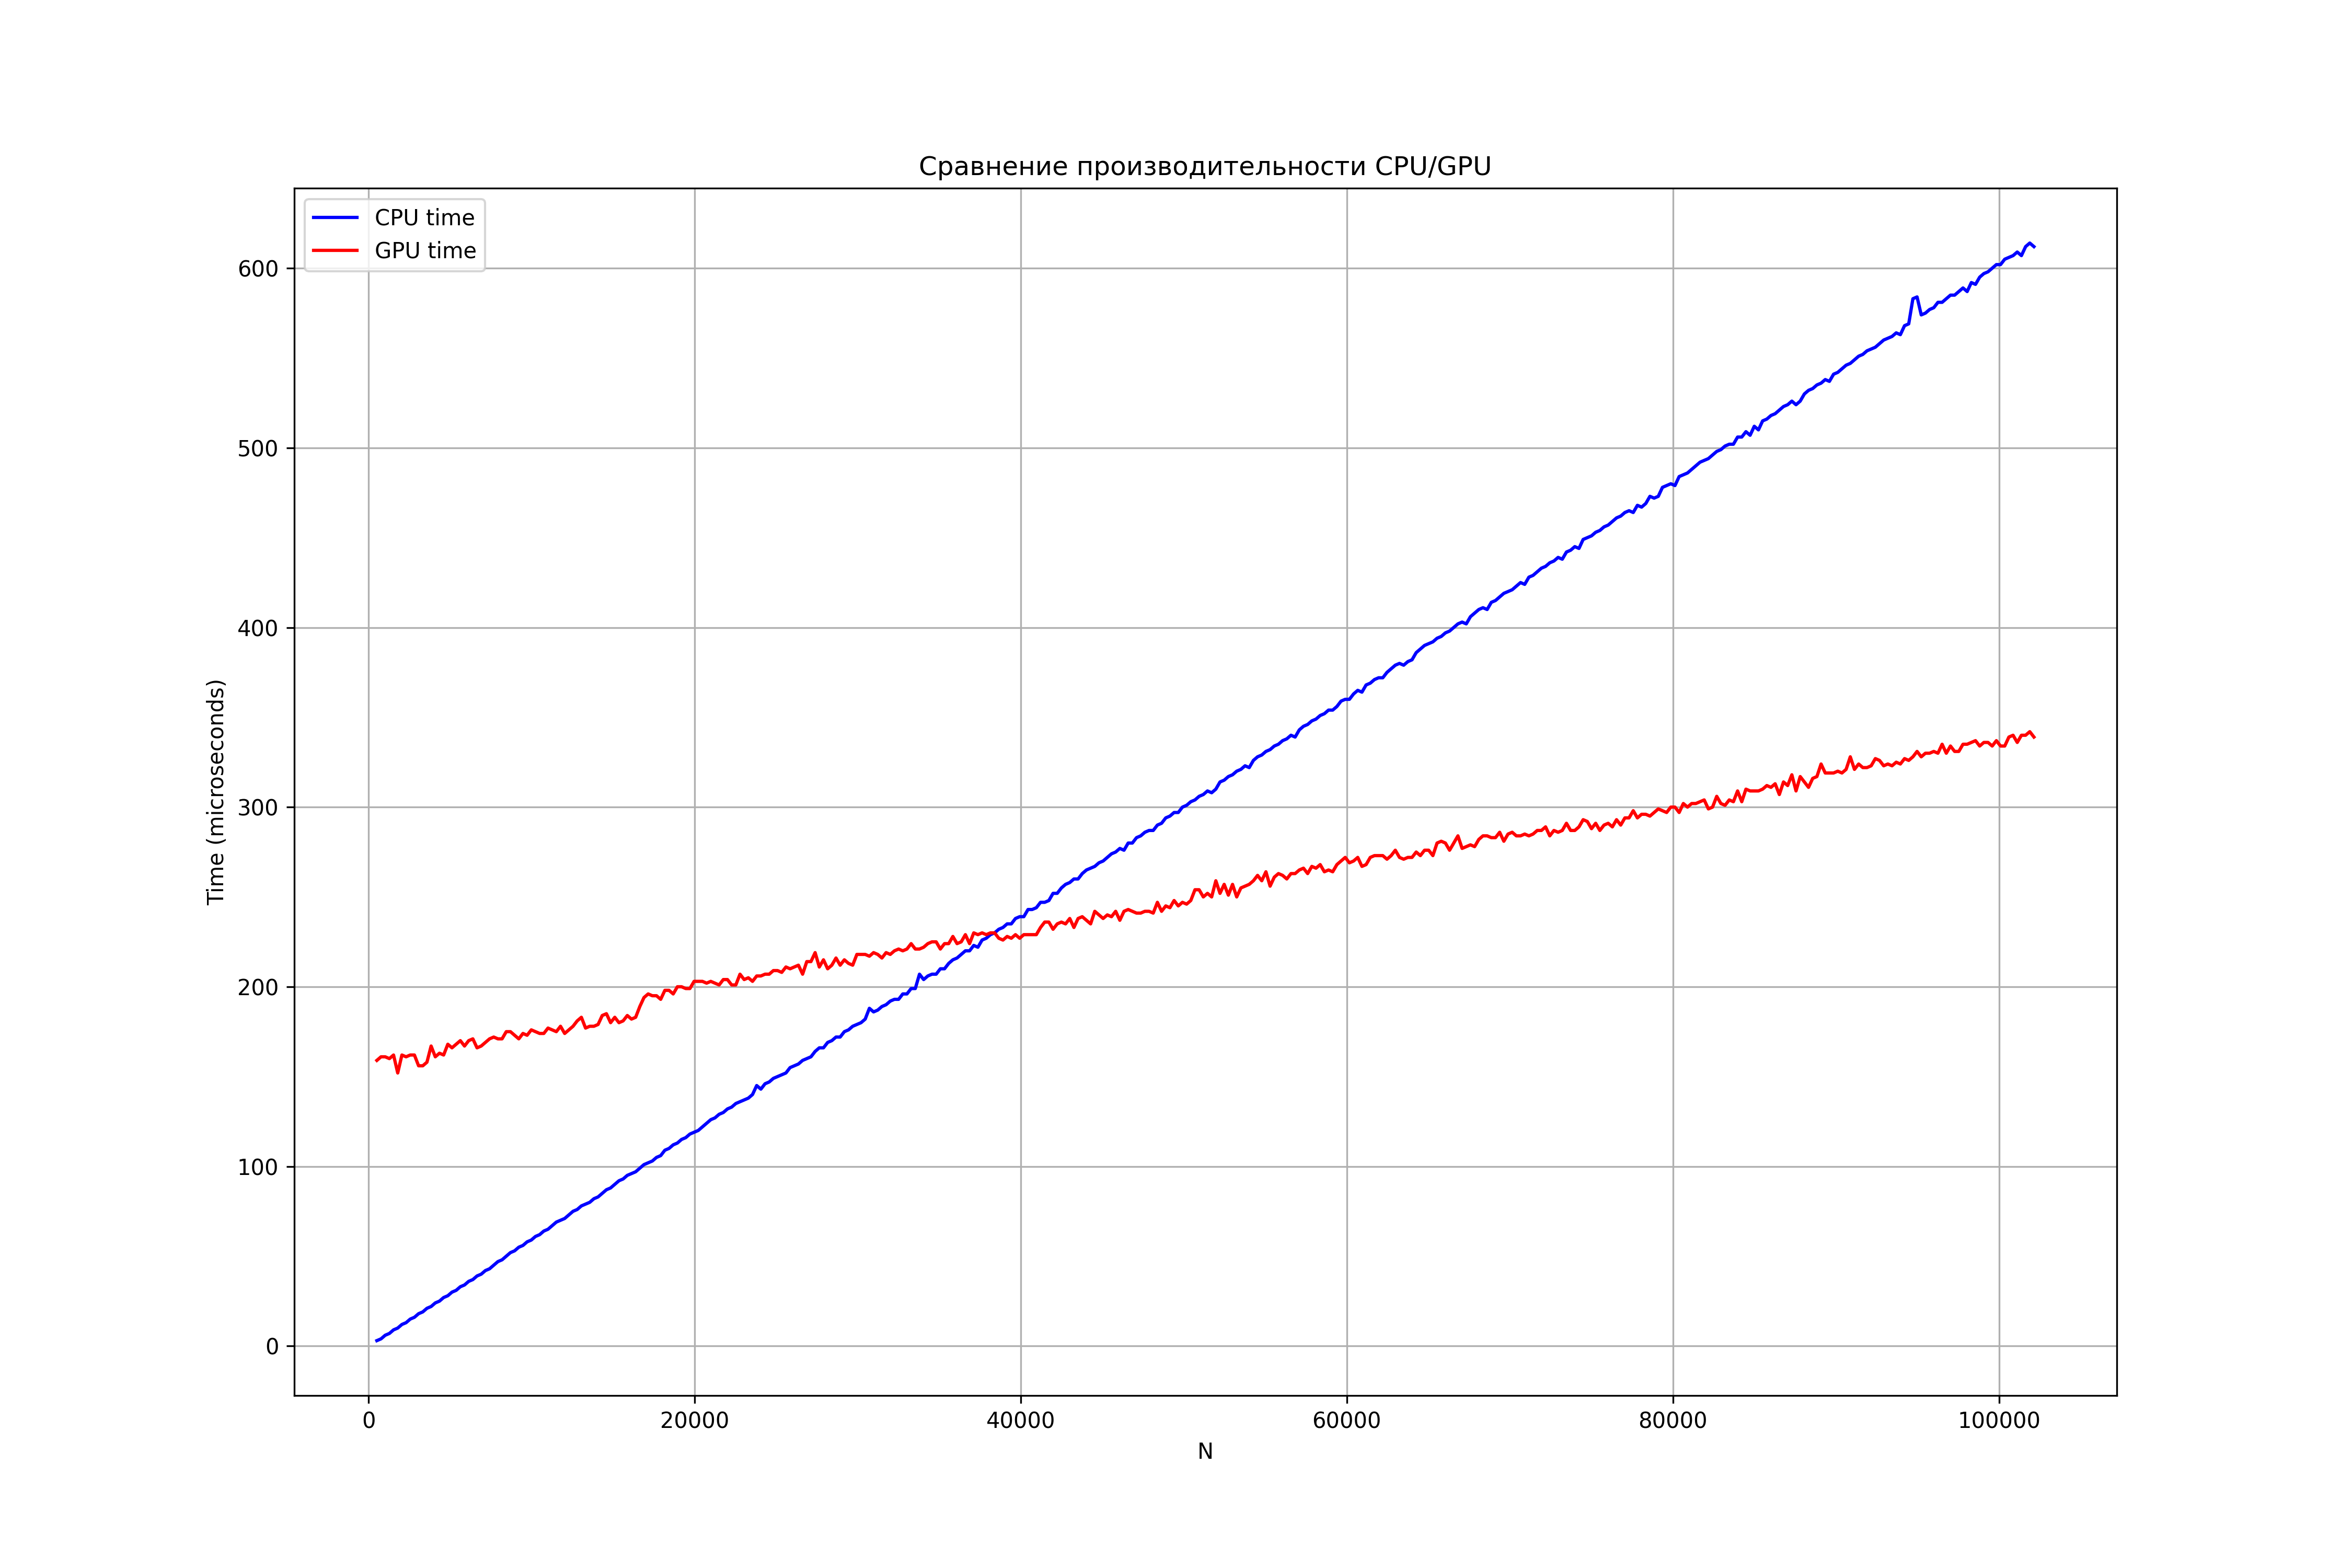 Сравнение производительности CPU/GPU
CPU time
GPU time
600
500
400
300
200
100
0
Time (microseconds)
0 20000 40000 60000 80000 100000
N